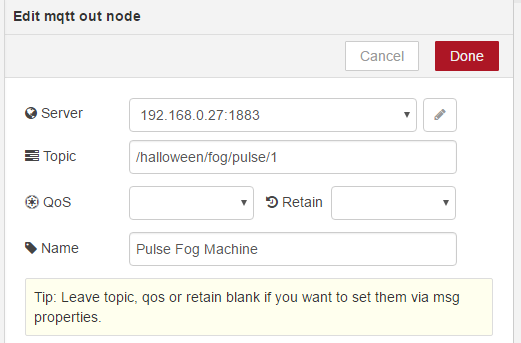 Edit mqtt out node
Cancel Done
Server 192.168.0.27:1883
Topic /halloween/fog/pulse/1
QoS Retain
Name Pulse Fog Machine
Tip: Leave topic, qos or retain blank if you want to set them via msg
properties.